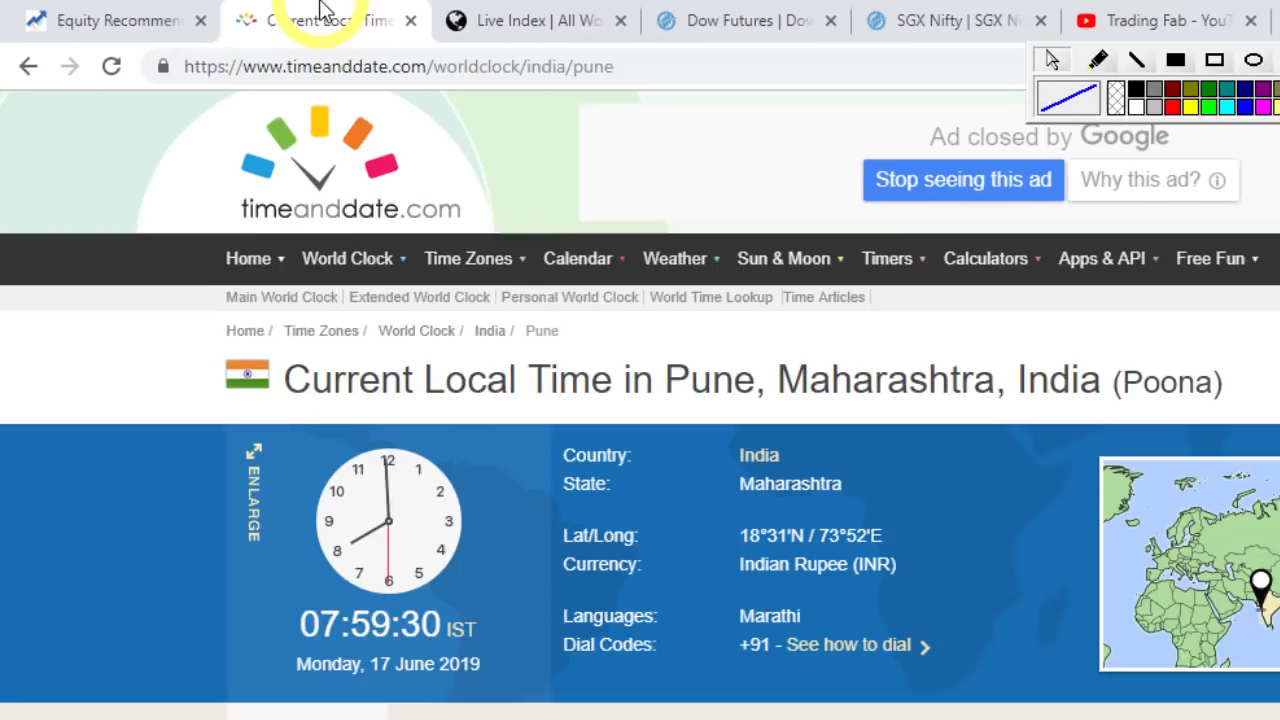 Equity Recommen
Current Local Time
Live Index | All Wo
Dow Futures | Dow
SGX Nifty | SGX N
Trading Fab - YouT
https://www.timeanddate.com/worldclock/india/pune
Ad closed by Google
Stop seeing this ad
Why this ad?
timeanddate.com
Home World Clock Time Zones Calendar Weather Sun & Moon Timers Calculators Apps & API Free Fun
Main World Clock Extended World Clock Personal World Clock World Time Lookup Time Articles
Home / Time Zones / World Clock / India / Pune
Current Local Time in Pune, Maharashtra, India (Poona)
ENLARGE
12
1
2
3
4
5
6
7
8
9
10
11
07:59:30 IST
Monday, 17 June 2019
Country: India
State: Maharashtra
Lat/Long: 18°31'N / 73°52'E
Currency: Indian Rupee (INR)
Languages: Marathi
Dial Codes: +91 - See how to dial